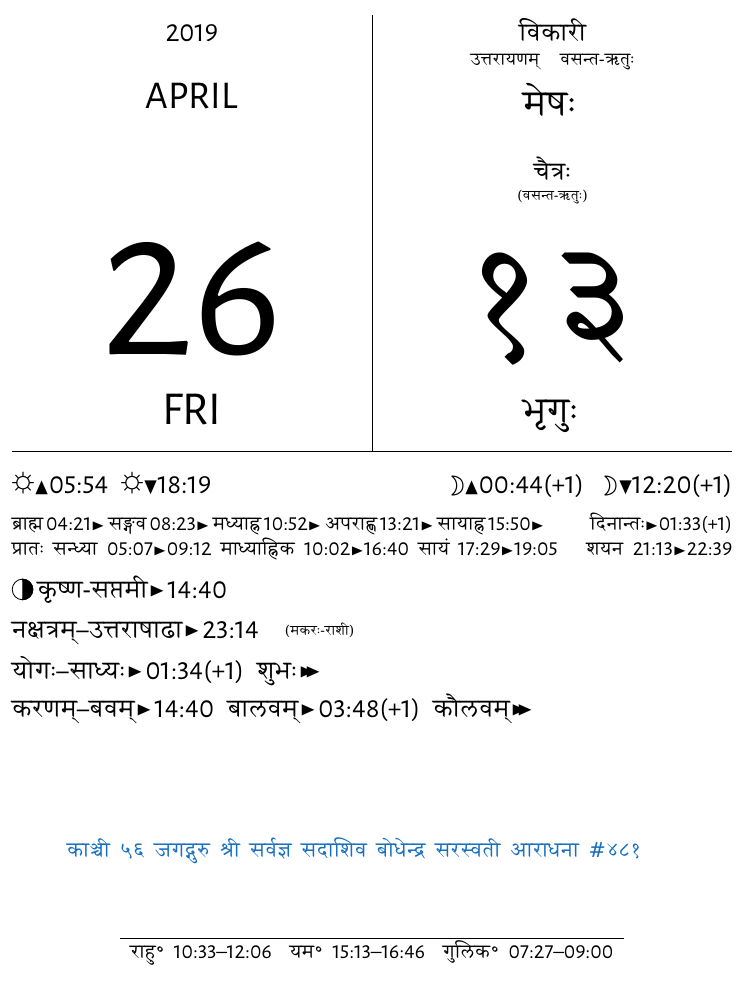 2019
APRIL
26
FRI
विकारी
उत्तरायणम् वसन्त-ऋतुः
मेषः
चैत्रः
(वसन्त-ऋतुः)
१३
भृगुः
☼▲05:54 ☼▼18:19 ☽▲00:44(+1) ☽▼12:20(+1)
ब्राह्म 04:21► सङ्गव 08:23► मध्याह्न 10:52► अपराह्ण 13:21► सायाह्न 15:50► दिनान्तः►01:33(+1)
प्रातः सन्ध्या 05:07►09:12 माध्याह्निक 10:02►16:40 सायं 17:29►19:05 शयन 21:13►22:39
कृष्ण-सप्तमी►14:40
नक्षत्रम्–उत्तराषाढा►23:14 (मकरः-राशी)
योगः–साध्यः►01:34(+1) शुभः►►
करणम्–बवम्►14:40 बालवम्►03:48(+1) कौलवम्►►
काञ्ची ५६ जगद्गुरु श्री सर्वज्ञ सदाशिव बोधेन्द्र सरस्वती आराधना #४८१
राहु॰ 10:33–12:06 यम॰ 15:13–16:46 गुलिक॰ 07:27–09:00